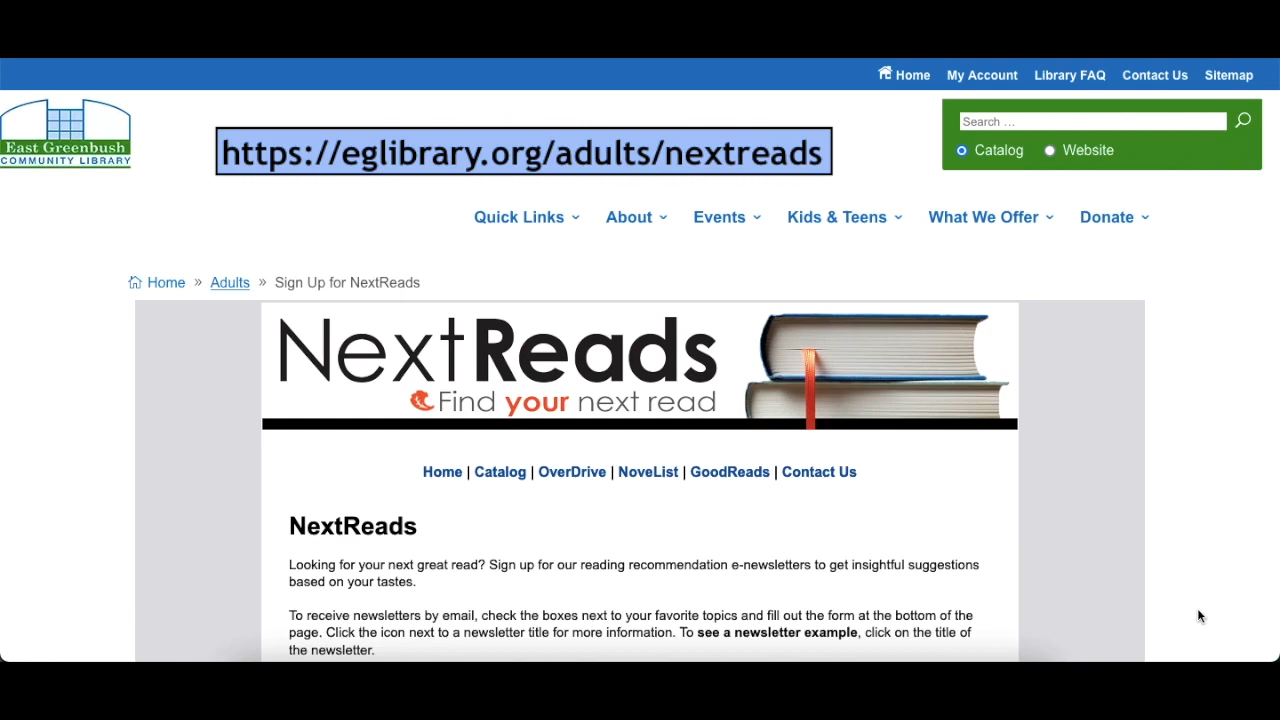 Home My Account Library FAQ Contact Us Sitemap
East Greenbush
COMMUNITY LIBRARY
https://eglibrary.org/adults/nextreads
Search ...
Catalog Website
Quick Links About Events Kids & Teens What We Offer Donate
Home » Adults » Sign Up for NextReads
NextReads
Find your next read
Home | Catalog | OverDrive | NoveList | GoodReads | Contact Us
NextReads
Looking for your next great read? Sign up for our reading recommendation e-newsletters to get insightful suggestions
based on your tastes.
To receive newsletters by email, check the boxes next to your favorite topics and fill out the form at the bottom of the
page. Click the icon next to a newsletter title for more information. To see a newsletter example, click on the title of
the newsletter.